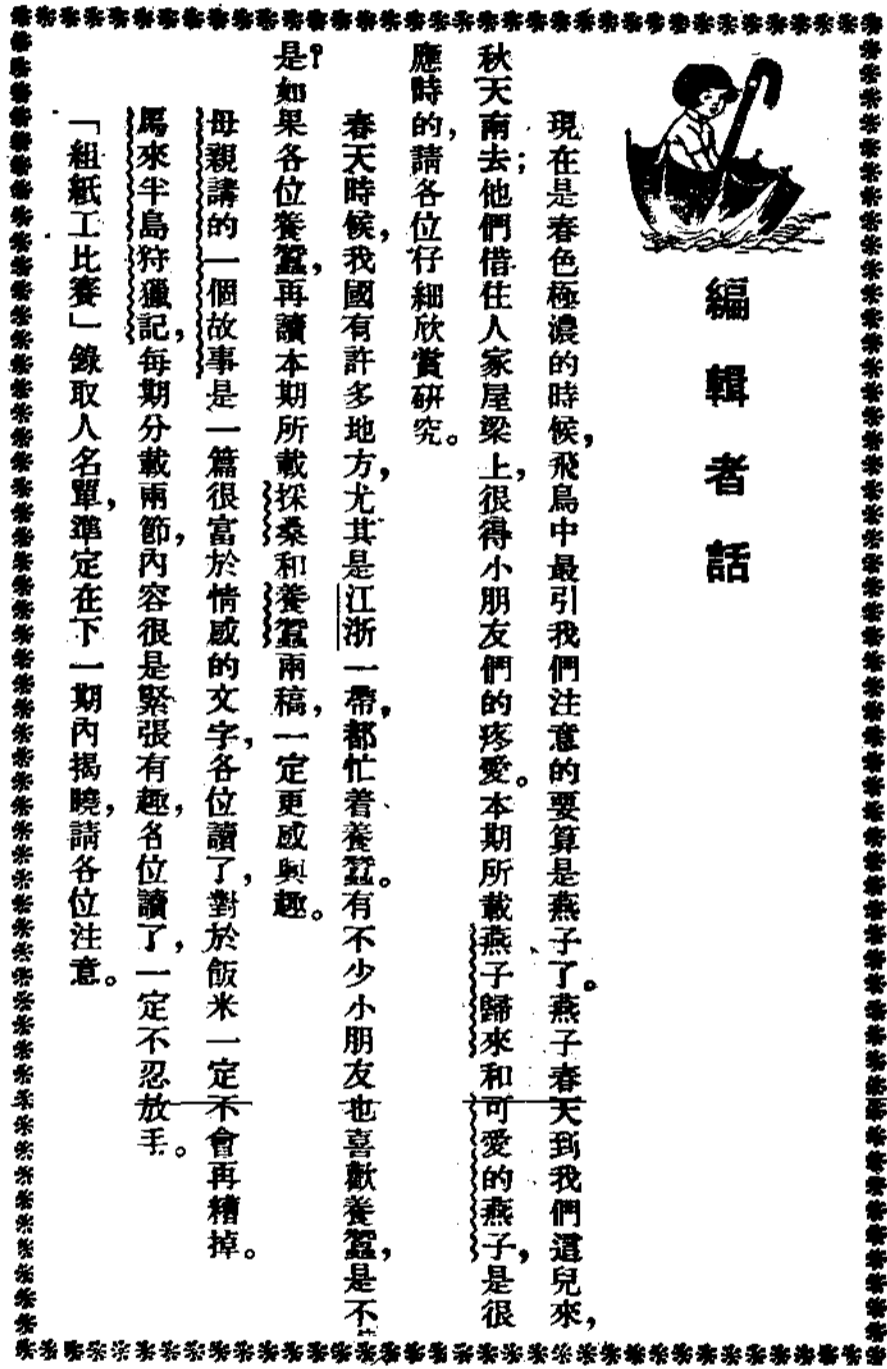 編輯者話
現在是春色極濃的時候，飛鳥中最引我們注意的要算是燕子了。燕子春天到我們這兒來，
秋天南去；他們借住人家屋梁上，很得小朋友們的疼愛。本期所載燕子歸來和可愛的燕子，是很
應時的，請各位仔細欣賞研究。
春天時候，我國有許多地方，尤其是江浙一帶，都忙着養蠶。有不少小朋友也喜歡養蠶，是不
是？如果各位養蠶，再讀本期所載採桑和養蠶兩稿，一定更感興趣。
母親講的一個故事是一篇很富於情感的文字，各位讀了，對於飯米一定不會再糟掉。
馬來半島狩獵記，每期分載兩節，內容很是緊張有趣，各位讀了，一定不忍放手。
「組紙工比賽」錄取人名單，準定在下一期內揭曉，請各位注意。